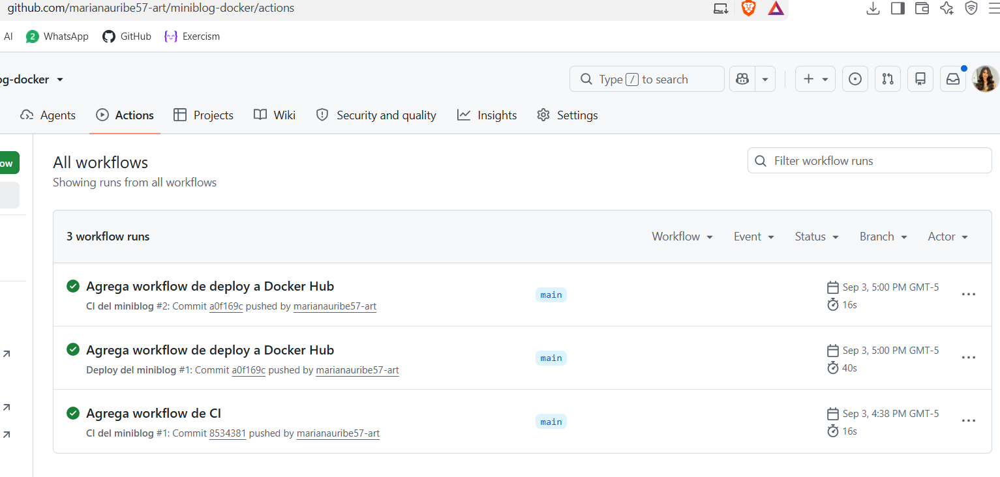 github.com/marianauribe57-art/miniblog-docker/actions
AI 2 WhatsApp GitHub Exercism
og-docker Type / to search
Agents Actions Projects Wiki Security and quality Insights Settings
ow
All workflows
Filter workflow runs
Showing runs from all workflows
3 workflow runs Workflow Event Status Branch Actor
Agrega workflow de deploy a Docker Hub
CI del miniblog #2: Commit a0f169c pushed by marianauribe57-art
main
Sep 3, 5:00 PM GMT-5
16s
Agrega workflow de deploy a Docker Hub
Deploy del miniblog #1: Commit a0f169c pushed by marianauribe57-art
main
Sep 3, 5:00 PM GMT-5
40s
Agrega workflow de CI
CI del miniblog #1: Commit 8534381 pushed by marianauribe57-art
main
Sep 3, 4:38 PM GMT-5
16s